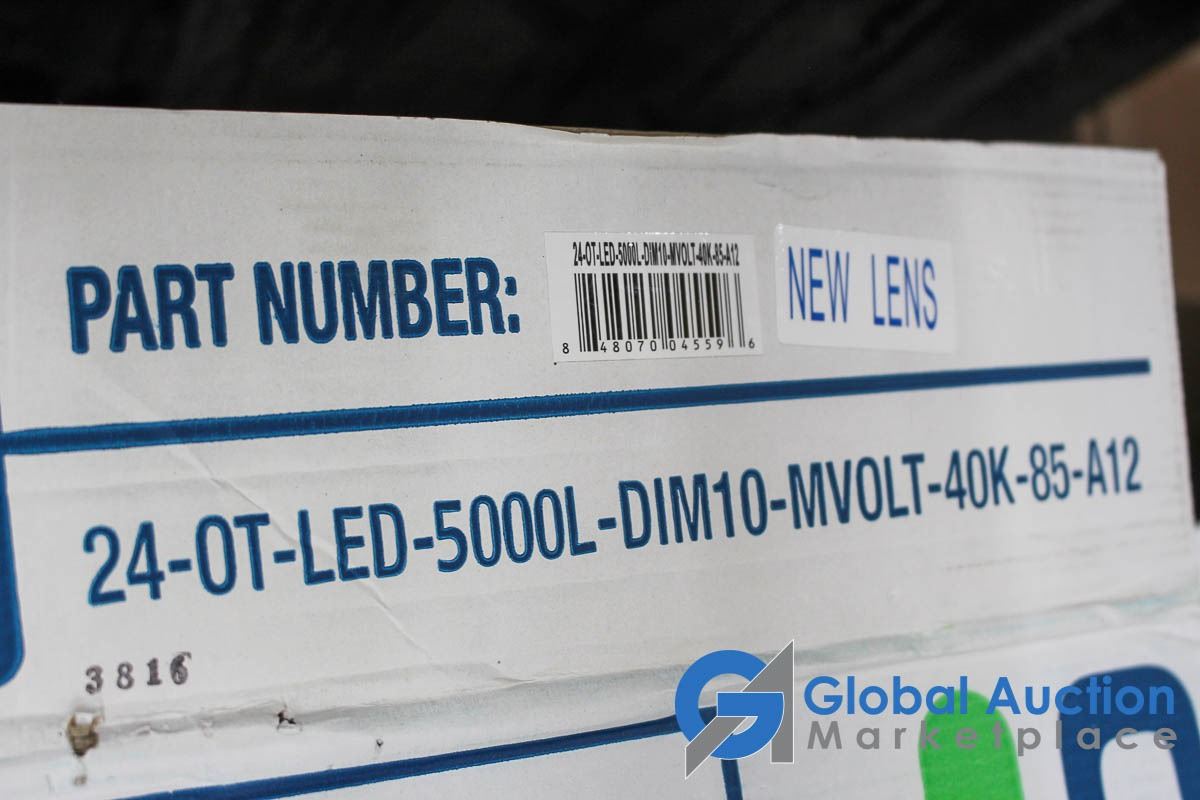 24-OT-LED-5000L-DIM10-MVOLT-40K-85-A12
PART NUMBER:
NEW LENS
8 48070 04559 6
24-OT-LED-5000L-DIM10-MVOLT-40K-85-A12
3816
Global Auction
Marketplace